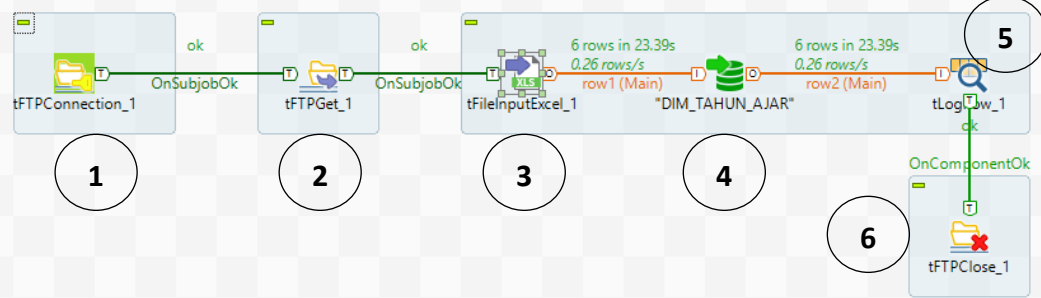 ok
OnSubjobOk
tFTPConnection_1
1
ok
OnSubjobOk
tFTPGet_1
2
XLS
tFileInputExcel_1
3
6 rows in 23.39s
0.26 rows/s
row1 (Main)
"DIM_TAHUN_AJAR"
4
6 rows in 23.39s
0.26 rows/s
row2 (Main)
5
tLogRow_1
ok
OnComponentOk
6
tFTPClose_1